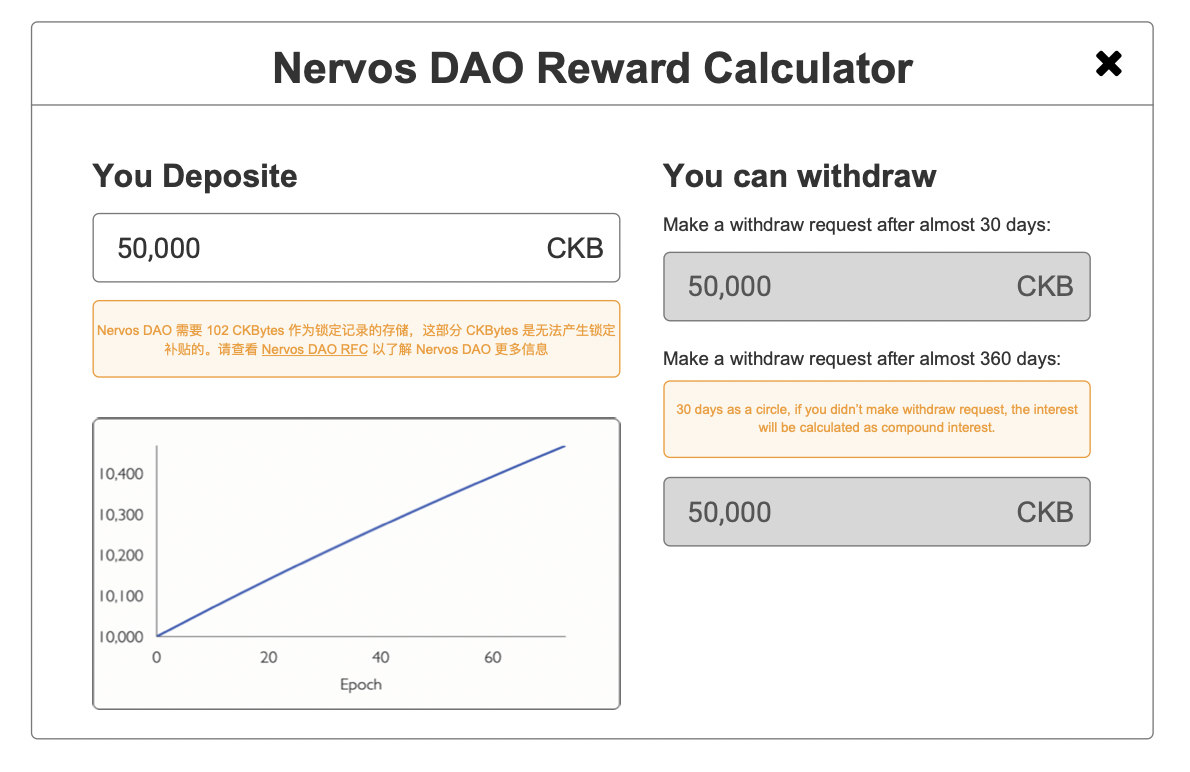 Nervos DAO Reward Calculator
You Deposite
50,000 CKB
Nervos DAO 需要 102 CKBytes 作为锁定记录的存储，这部分 CKBytes 是无法产生锁定
补贴的。请查看 Nervos DAO RFC 以了解 Nervos DAO 更多信息
10,400
10,300
10,200
10,100
10,000
0 20 40 60
Epoch
You can withdraw
Make a withdraw request after almost 30 days:
50,000 CKB
Make a withdraw request after almost 360 days:
30 days as a circle, if you didn't make withdraw request, the interest
will be calculated as compound interest.
50,000 CKB